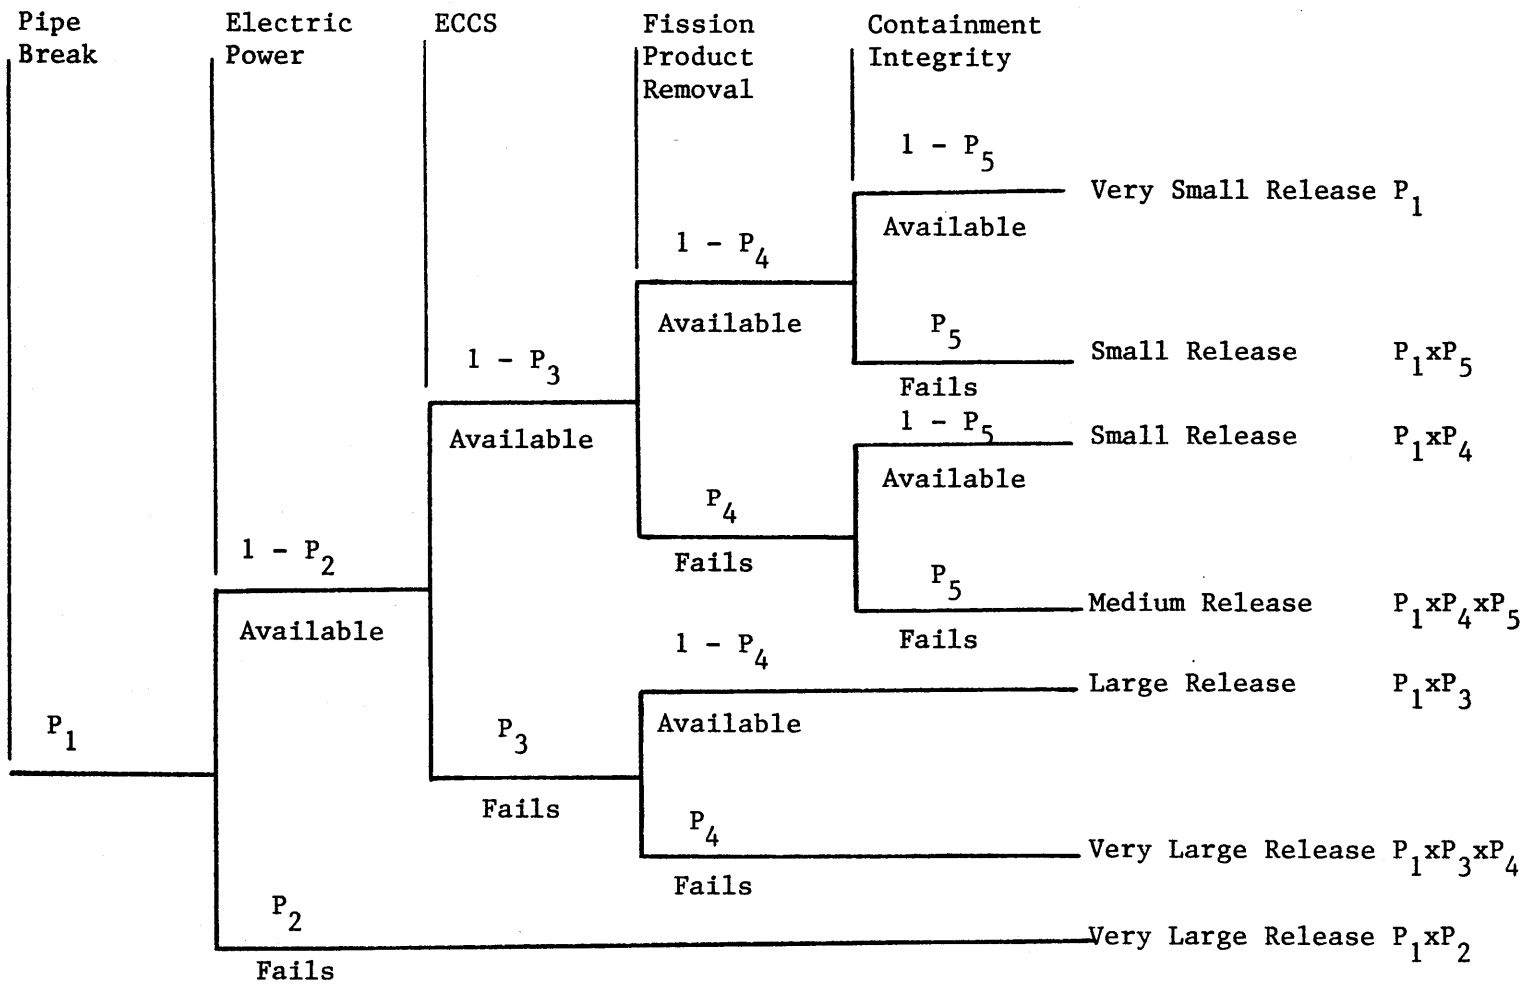 Pipe Break
Electric Power
ECCS
Fission Product Removal
Containment Integrity
1 - P5
Very Small Release P1
Available
1 - P4
Available
P5
Small Release P1xP5
Fails
1 - P3
1 - P5
Small Release P1xP4
Available
Available
P4
Fails
1 - P2
P5
Medium Release P1xP4xP5
Available
Fails
1 - P4
Large Release P1xP3
Available
P1
P3
Fails
P4
Very Large Release P1xP3xP4
Fails
P2
Very Large Release P1xP2
Fails